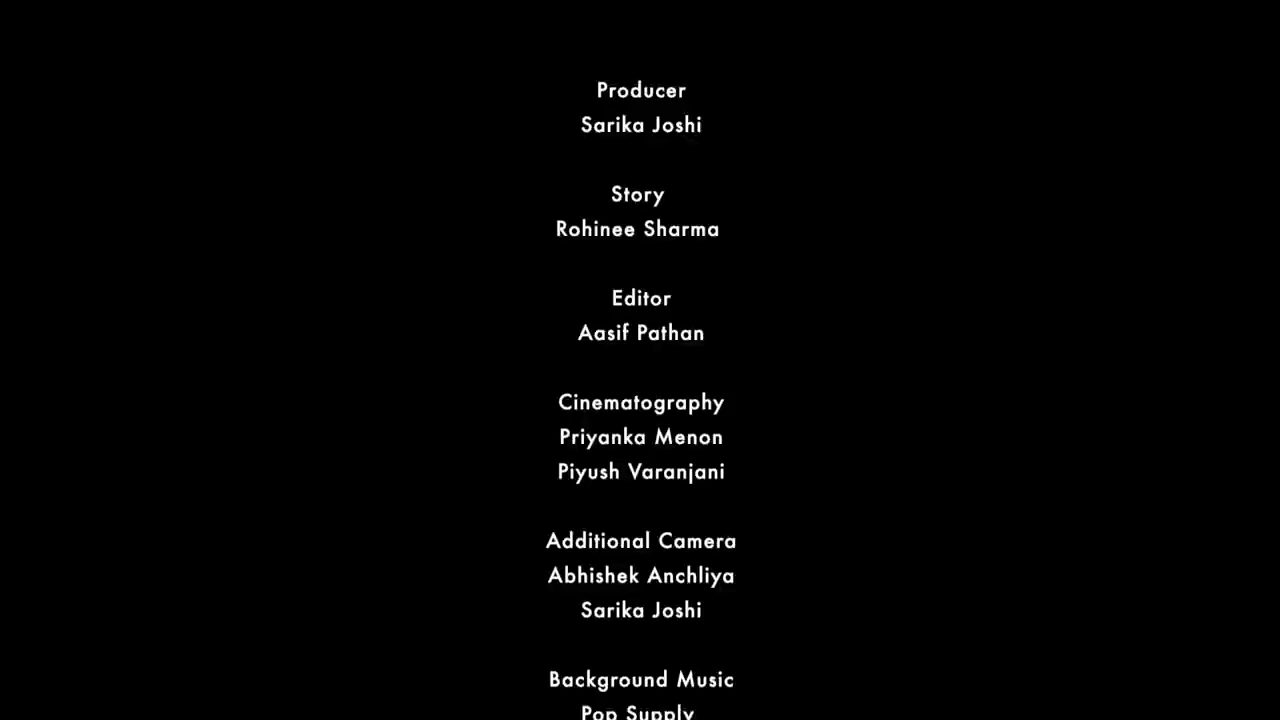 Producer
Sarika Joshi
Story
Rohinee Sharma
Editor
Aasif Pathan
Cinematography
Priyanka Menon
Piyush Varanjani
Additional Camera
Abhishek Anchliya
Sarika Joshi
Background Music
Pop Supply